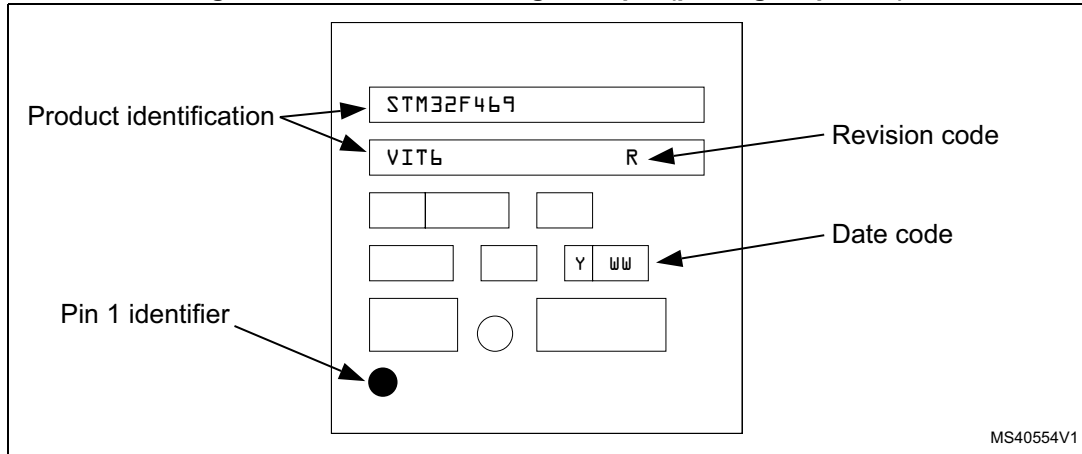 STM32F469
Product identification
VIT6 R
Revision code
Y WW
Date code
Pin 1 identifier
MS40554V1